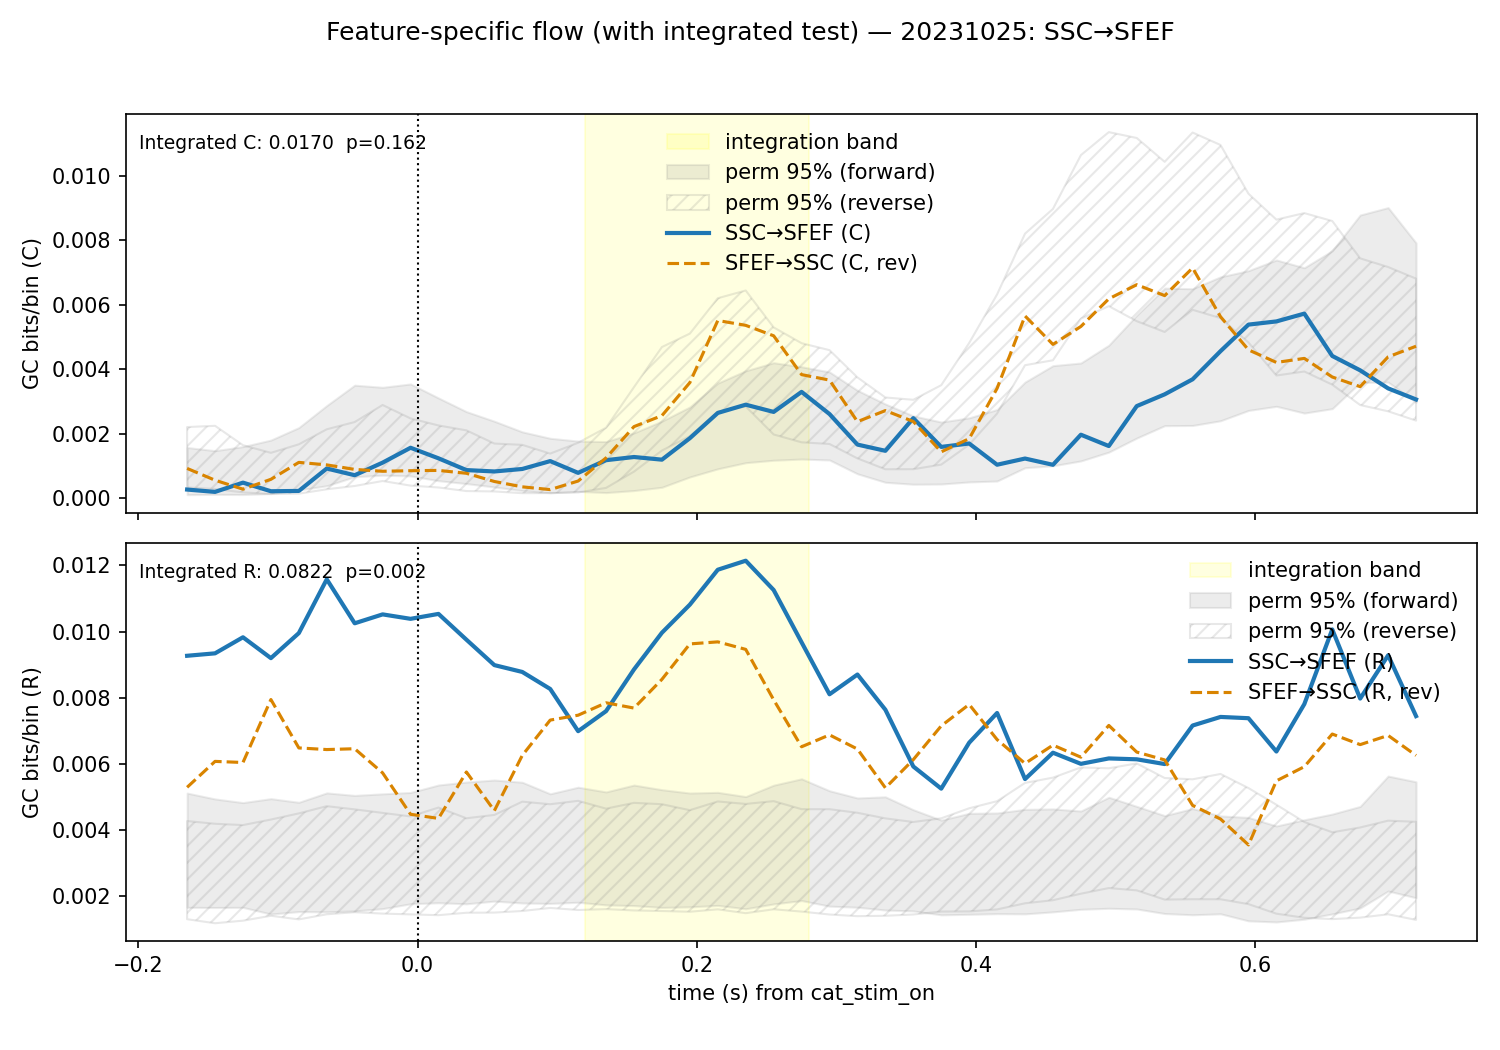 Feature-specific flow (with integrated test) — 20231025: SSC→SFEF
Integrated C: 0.0170  p=0.162
integration band
perm 95% (forward)
perm 95% (reverse)
SSC→SFEF (C)
SFEF→SSC (C, rev)
GC bits/bin (C)
0.010
0.008
0.006
0.004
0.002
0.000
Integrated R: 0.0822  p=0.002
integration band
perm 95% (forward)
perm 95% (reverse)
SSC→SFEF (R)
SFEF→SSC (R, rev)
GC bits/bin (R)
0.012
0.010
0.008
0.006
0.004
0.002
−0.2 0.0 0.2 0.4 0.6
time (s) from cat_stim_on